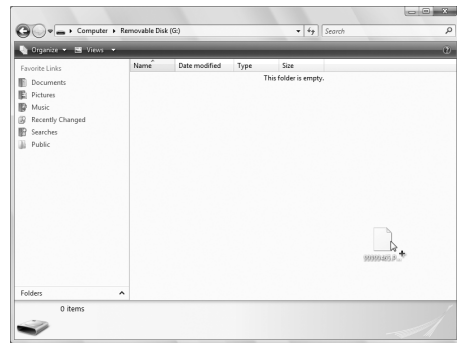 Computer ▸ Removable Disk (G:)
Search
Organize
Views
Favorite Links
Documents
Pictures
Music
Recently Changed
Searches
Public
Folders
Name
Date modified
Type
Size
This folder is empty.
0 items